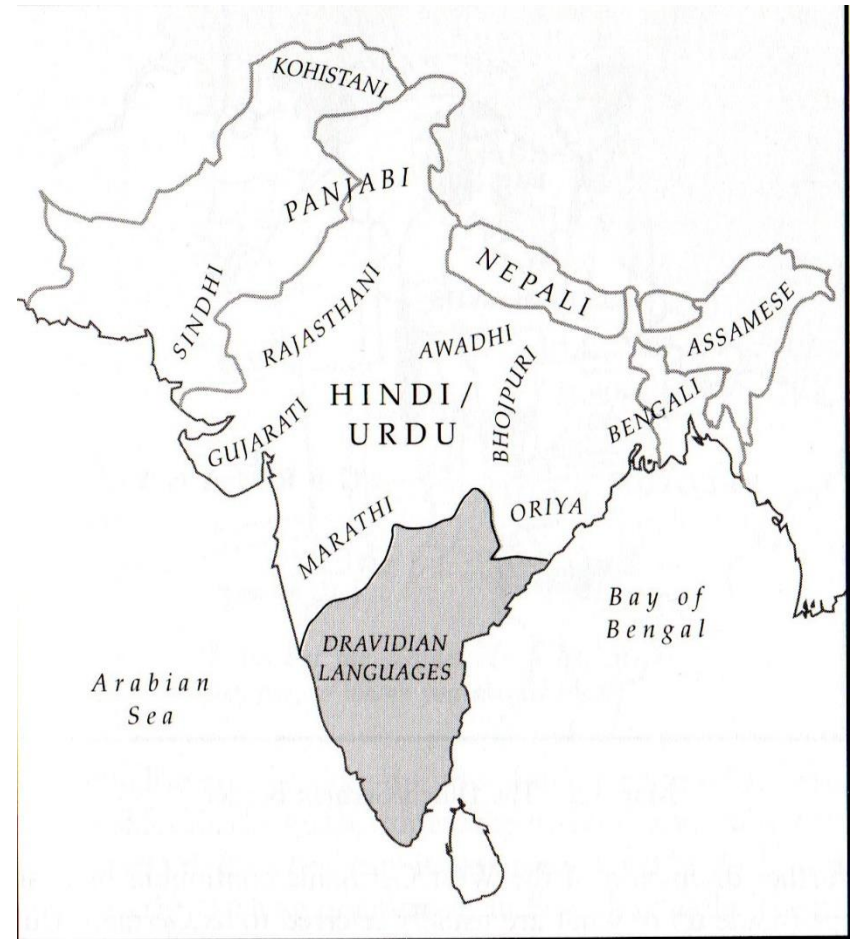 KOHISTANI
PANJABI
NEPALI
SINDHI
RAJASTHANI
ASSAMESE
AWADHI
BHOJPURI
HINDI/
URDU
BENGALI
GUJARATI
MARATHI
ORIYA
Bay of
Bengal
DRAVIDIAN
LANGUAGES
Arabian
Sea